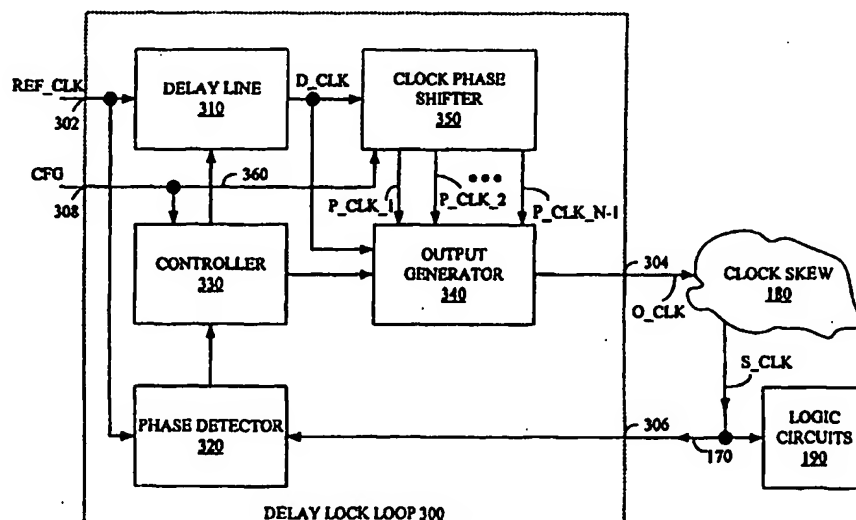 REF_CLK
302
DELAY LINE
310
D_CLK
CLOCK PHASE
SHIFTER
350
CFG
308
360
P_CLK_1
P_CLK_2
P_CLK_N-1
CONTROLLER
330
OUTPUT
GENERATOR
340
304
O_CLK
CLOCK SKEW
180
S_CLK
PHASE DETECTOR
320
306
170
LOGIC
CIRCUITS
190
DELAY LOCK LOOP 300